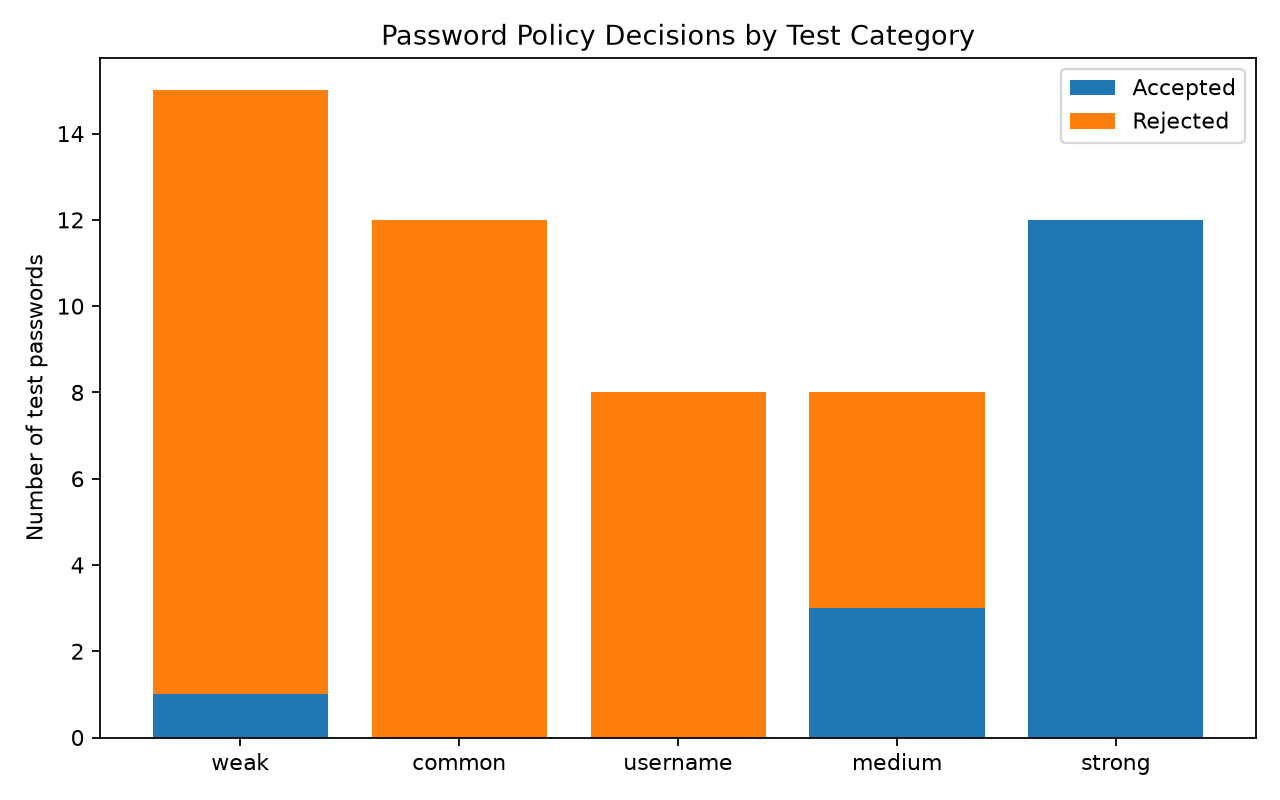 Password Policy Decisions by Test Category
Accepted
Rejected
Number of test passwords
14
12
10
8
6
4
2
0
weak common username medium strong